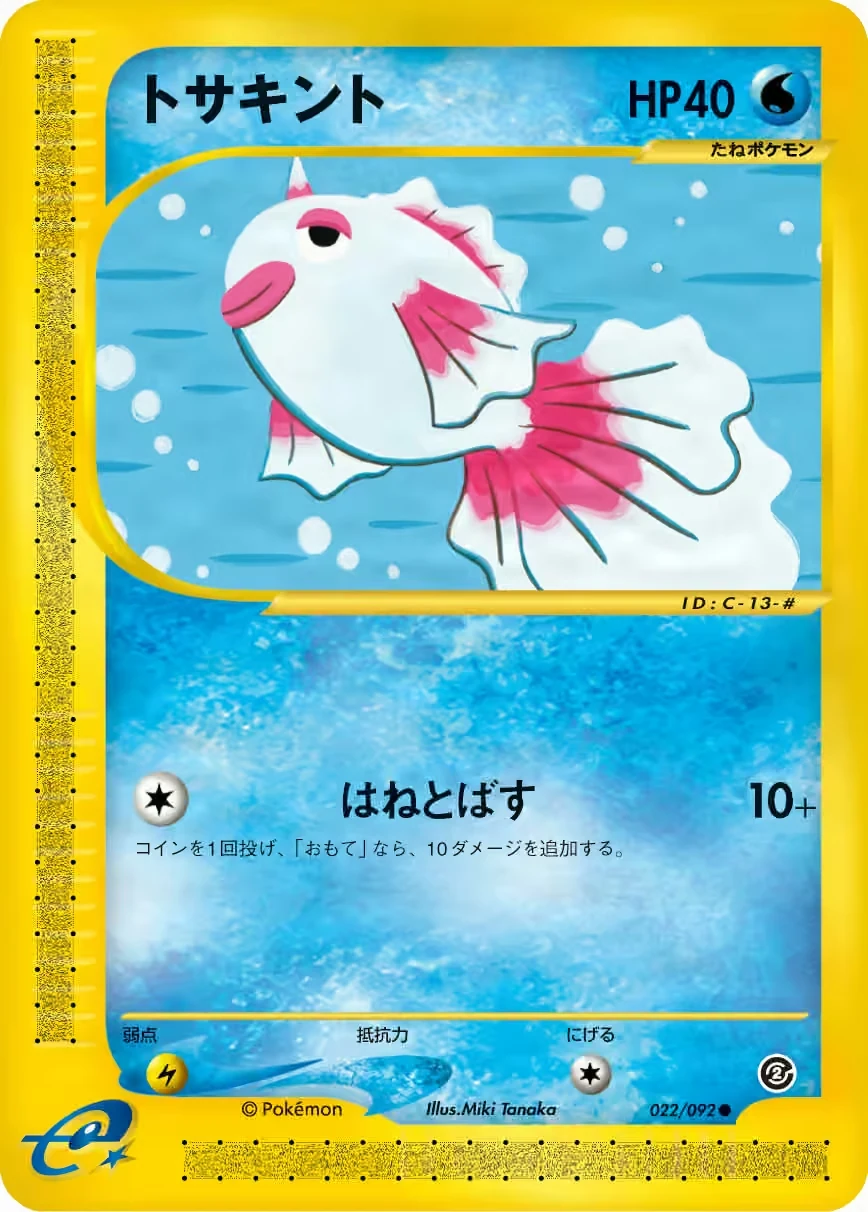 トサキント HP40
たねポケモン
ID:C-13-#
はねとばす 10+
コインを1回投げ、「おもて」なら、10ダメージを追加する。
弱点 抵抗力 にげる
2
© Pokémon Illus.Miki Tanaka 022/092●
e